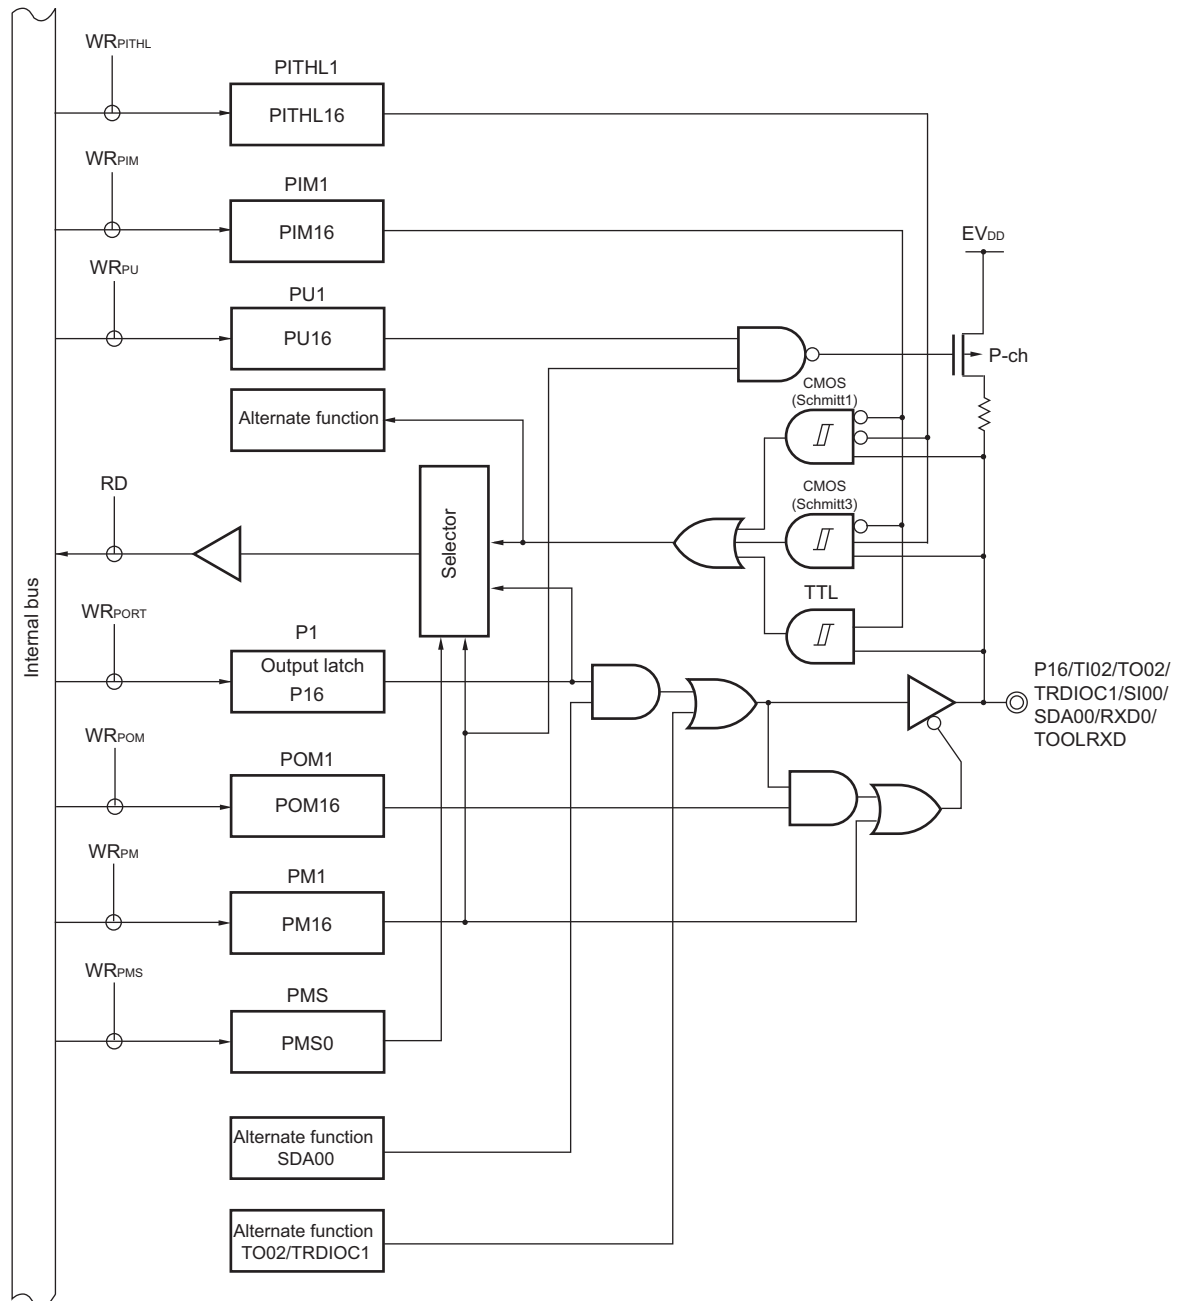 WRPITHL
PITHL1
PITHL16
WRPIM
PIM1
PIM16
EVDD
WRPU
PU1
PU16
P-ch
CMOS
(Schmitt1)
Alternate function
RD
CMOS
(Schmitt3)
Selector
Internal bus
TTL
WRPORT
P1
Output latch
P16
P16/TI02/TO02/
TRDIOC1/SI00/
SDA00/RXD0/
TOOLRXD
WRPOM
POM1
POM16
WRPM
PM1
PM16
WRPMS
PMS
PMS0
Alternate function
SDA00
Alternate function
TO02/TRDIOC1